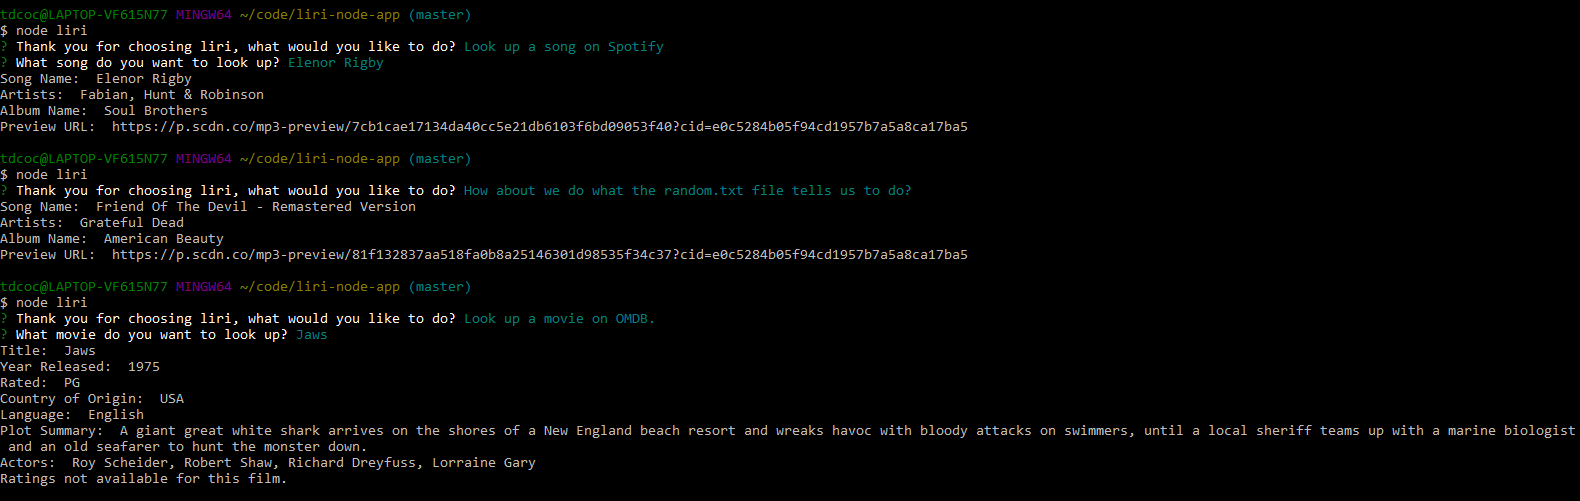 tdcoc@LAPTOP-VF615N77 MINGW64 ~/code/liri-node-app (master)
$ node liri
? Thank you for choosing liri, what would you like to do? Look up a song on Spotify
? What song do you want to look up? Elenor Rigby
Song Name:  Elenor Rigby
Artists:  Fabian, Hunt & Robinson
Album Name:  Soul Brothers
Preview URL:  https://p.scdn.co/mp3-preview/7cb1cae17134da40cc5e21db6103f6bd09053f40?cid=e0c5284b05f94cd1957b7a5a8ca17ba5
tdcoc@LAPTOP-VF615N77 MINGW64 ~/code/liri-node-app (master)
$ node liri
? Thank you for choosing liri, what would you like to do? How about we do what the random.txt file tells us to do?
Song Name:  Friend Of The Devil - Remastered Version
Artists:  Grateful Dead
Album Name:  American Beauty
Preview URL:  https://p.scdn.co/mp3-preview/81f132837aa518fa0b8a25146301d98535f34c37?cid=e0c5284b05f94cd1957b7a5a8ca17ba5
tdcoc@LAPTOP-VF615N77 MINGW64 ~/code/liri-node-app (master)
$ node liri
? Thank you for choosing liri, what would you like to do? Look up a movie on OMDB.
? What movie do you want to look up? Jaws
Title:  Jaws
Year Released:  1975
Rated:  PG
Country of Origin:  USA
Language:  English
Plot Summary:  A giant great white shark arrives on the shores of a New England beach resort and wreaks havoc with bloody attacks on swimmers, until a local sheriff teams up with a marine biologist
 and an old seafarer to hunt the monster down.
Actors:  Roy Scheider, Robert Shaw, Richard Dreyfuss, Lorraine Gary
Ratings not available for this film.